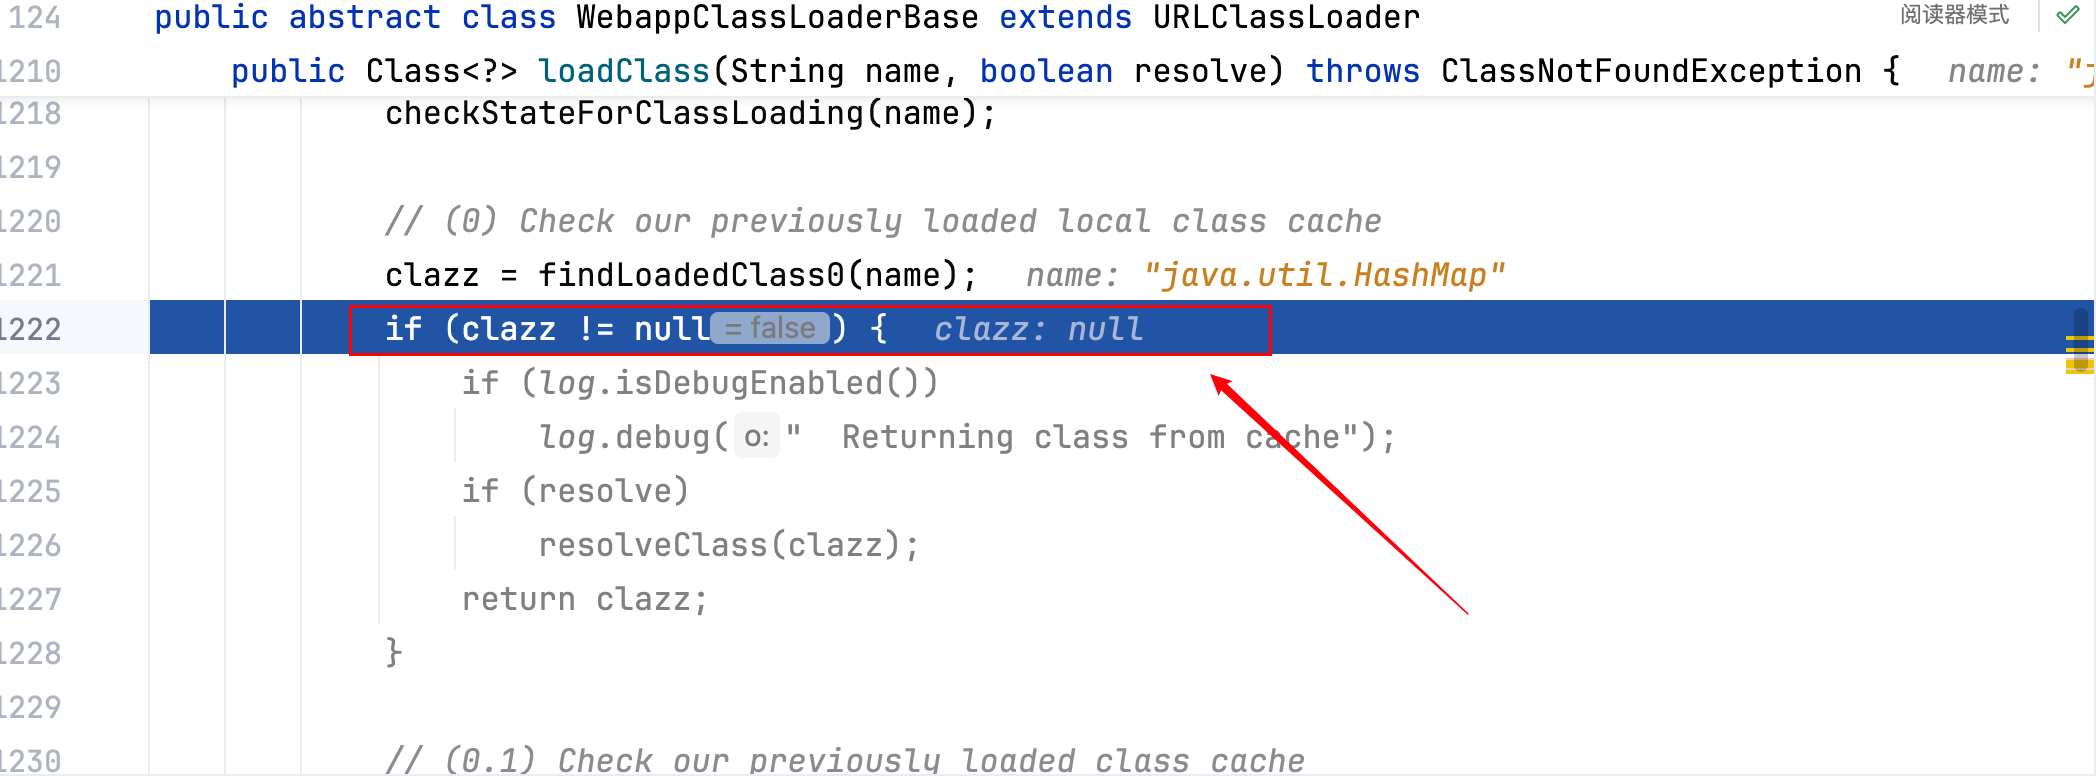 124 public abstract class WebappClassLoaderBase extends URLClassLoader 阅读器模式
1210 public Class<?> loadClass(String name, boolean resolve) throws ClassNotFoundException { name: "j
1218 checkStateForClassLoading(name);
1219
1220 // (0) Check our previously loaded local class cache
1221 clazz = findLoadedClass0(name); name: "java.util.HashMap"
1222 if (clazz != null = false ) { clazz: null
1223 if (log.isDebugEnabled())
1224 log.debug( o: "  Returning class from cache");
1225 if (resolve)
1226 resolveClass(clazz);
1227 return clazz;
1228 }
1229
1230 // (0.1) Check our previously loaded class cache